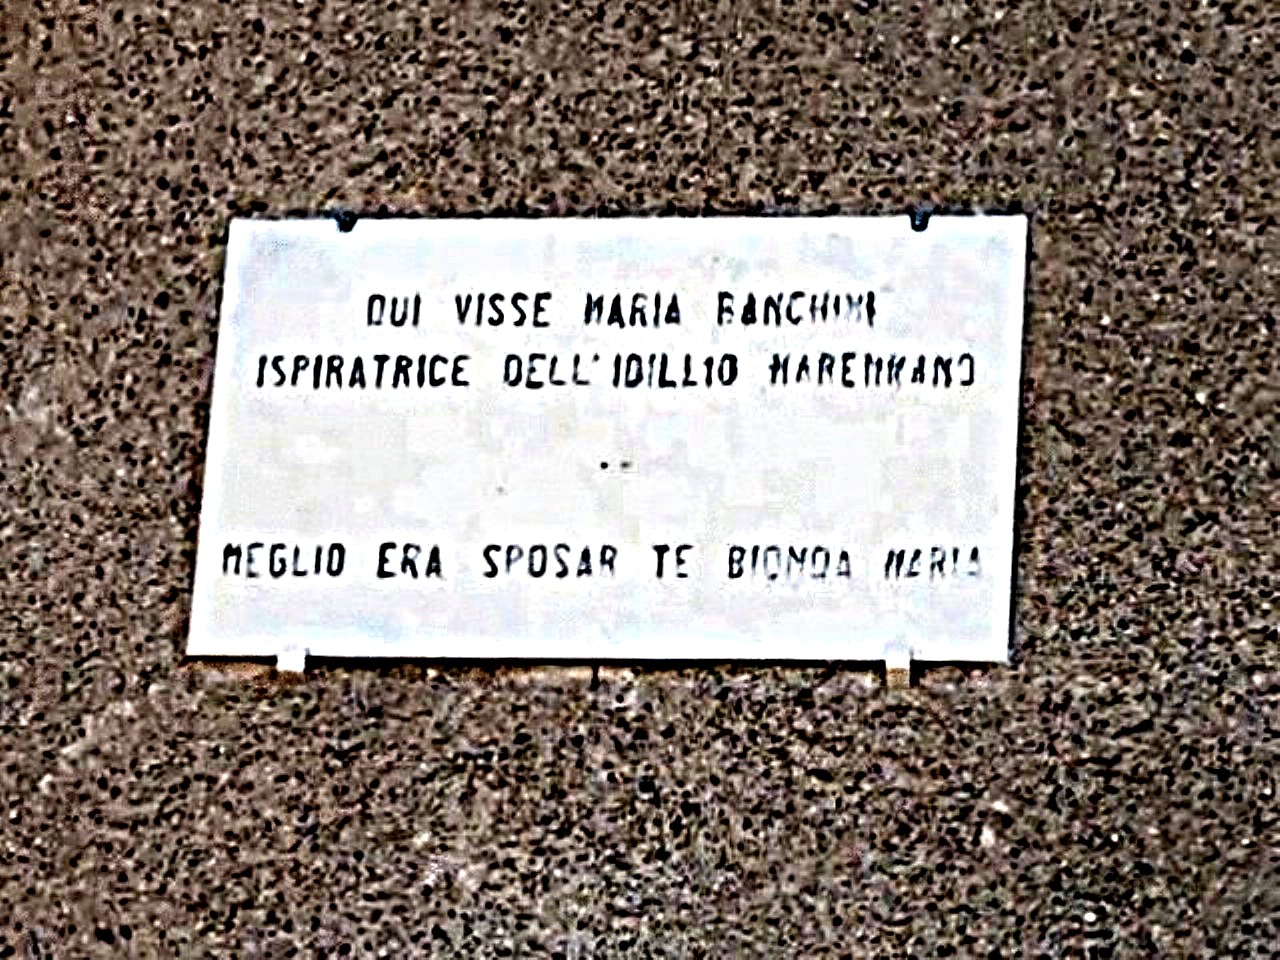 QUI VISSE MARIA BANCHINI
ISPIRATRICE DELL'IDILLIO MAREMMANO
MEGLIO ERA SPOSAR TE BIONDA MARIA